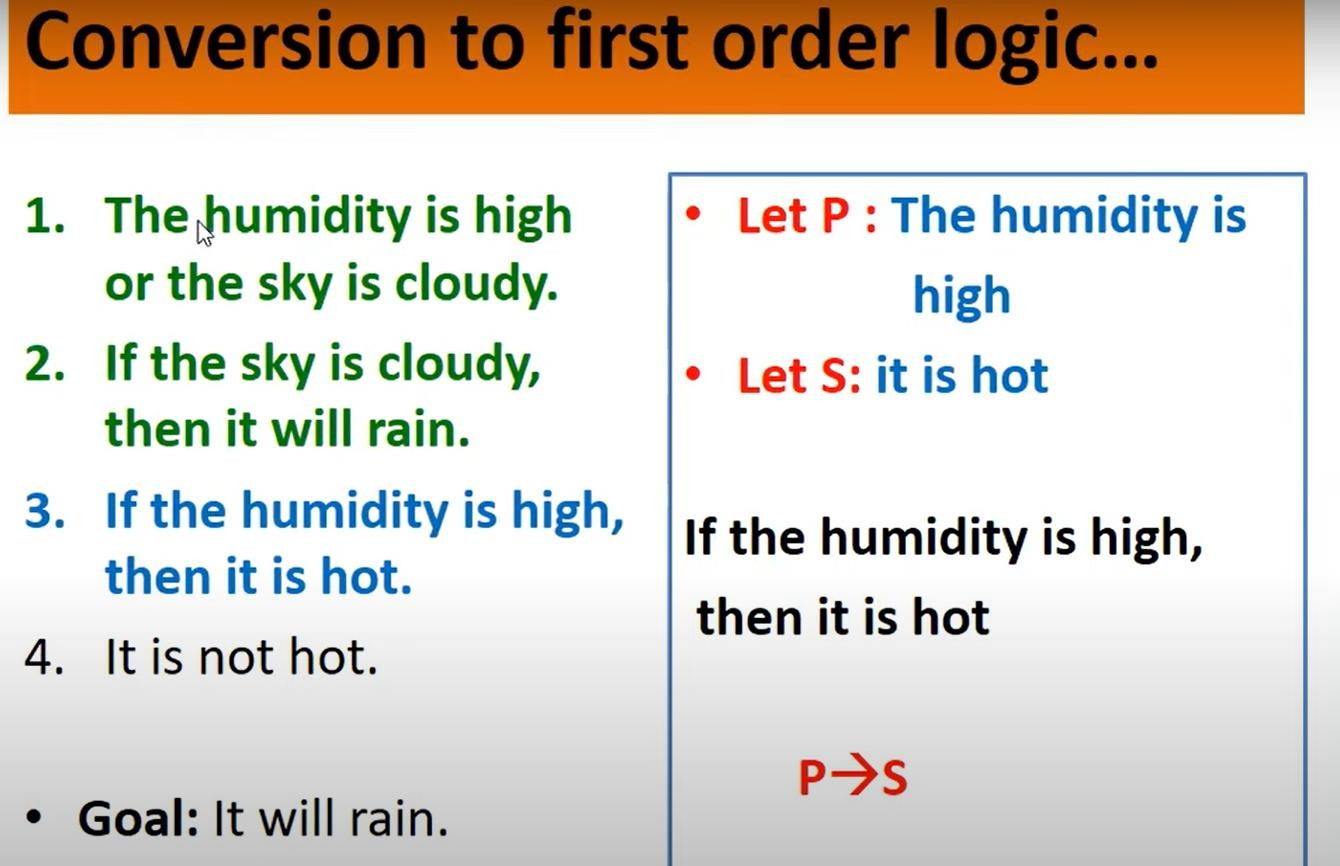 Conversion to first order logic...
1. The humidity is high
or the sky is cloudy.
2. If the sky is cloudy,
then it will rain.
3. If the humidity is high,
then it is hot.
4. It is not hot.
• Goal: It will rain.
• Let P : The humidity is
high
• Let S: it is hot
If the humidity is high,
then it is hot
P→S